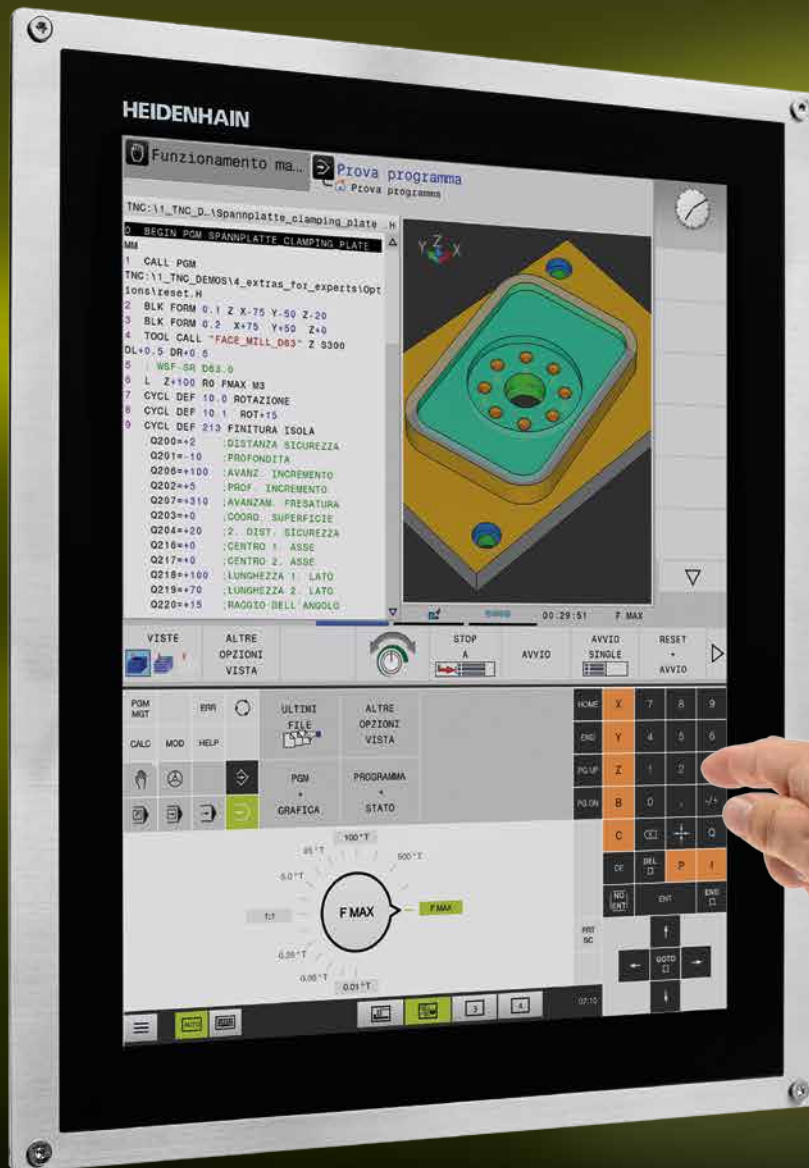 HEIDENHAIN
Funzionamento ma...
Prova programma
Prova programma
TNC:\1_TNC_D..\Spannplatte_clamping_plate .H
0 BEGIN PGM SPANNPLATTE CLAMPING PLATE
MM
1 CALL PGM
TNC:\1_TNC_DEMOS\4_extras_for_experts\Opt
ions\reset.H
2 BLK FORM 0.1 Z X-75 Y-50 Z-20
3 BLK FORM 0.2 X+75 Y+50 Z+0
4 TOOL CALL "FACE_MILL_D63" Z S300
DL+0.5 DR+0.5
5 ; WSF-SR D63.0
6 L Z+100 R0 FMAX M3
7 CYCL DEF 10.0 ROTAZIONE
8 CYCL DEF 10.1 ROT+15
9 CYCL DEF 213 FINITURA ISOLA
Q200=+2 ;DISTANZA SICUREZZA
Q201=-10 ;PROFONDITA
Q206=+100 ;AVANZ. INCREMENTO
Q202=+5 ;PROF. INCREMENTO
Q207=+310 ;AVANZAM. FRESATURA
Q203=+0 ;COORD. SUPERFICIE
Q204=+20 ;2. DIST. SICUREZZA
Q216=+0 ;CENTRO 1. ASSE
Q217=+0 ;CENTRO 2. ASSE
Q218=+100 ;LUNGHEZZA 1. LATO
Q219=+70 ;LUNGHEZZA 2. LATO
Q220=+15 ;RAGGIO DELL'ANGOLO
Y Z X
00:29:51 F MAX
VISTE
ALTRE
OPZIONI
VISTA
STOP
A
AVVIO
AVVIO
SINGLE
RESET
+
AVVIO
PGM
MGT
ERR
CALC
MOD
HELP
ULTIMI
FILE
ALTRE
OPZIONI
VISTA
PGM
+
GRAFICA
PROGRAMMA
+
STATO
HOME X 7 8 9
END Y 4 5 6
PG UP Z 1 2
PG DN B 0 , -/+
C Q
CE DEL P I
NO
ENT
ENT
END
PRT
SC
GOTO
100*T
500*T
F MAX
F MAX
1:1
0.01*T
AUTO
3
4
07:10